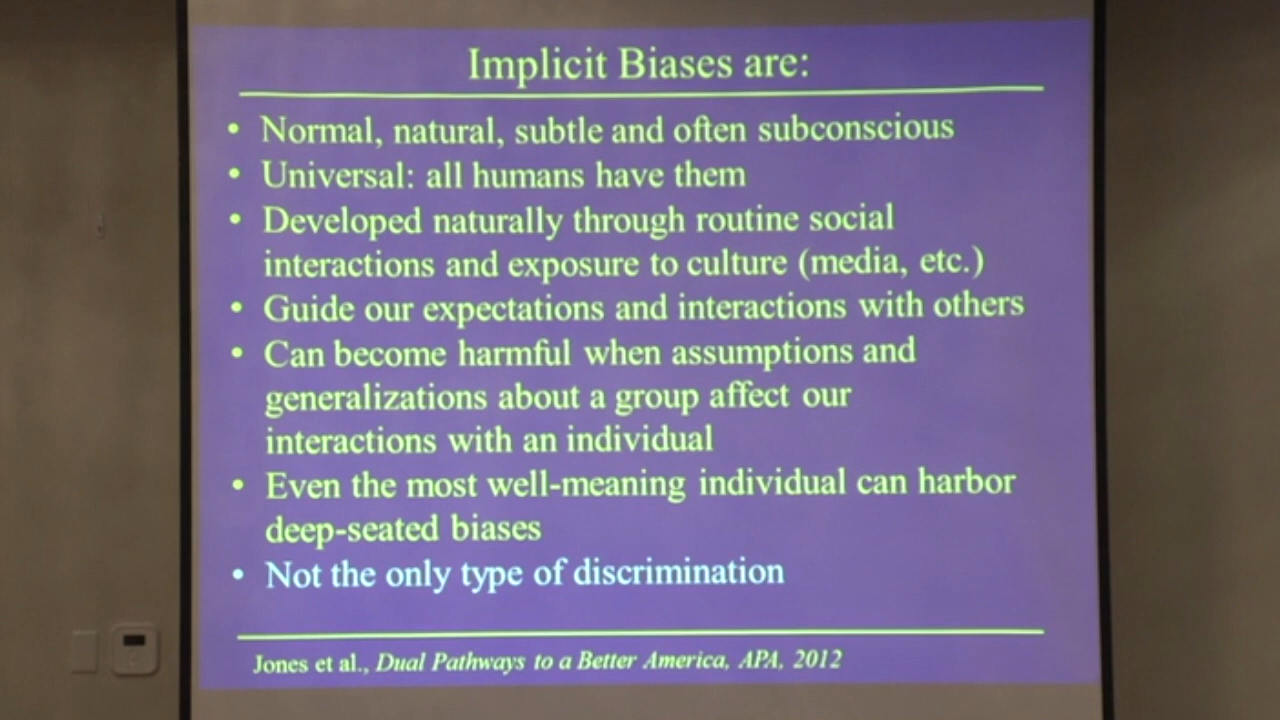 Implicit Biases are:
• Normal, natural, subtle and often subconscious
• Universal: all humans have them
• Developed naturally through routine social
interactions and exposure to culture (media, etc.)
• Guide our expectations and interactions with others
• Can become harmful when assumptions and
generalizations about a group affect our
interactions with an individual
• Even the most well-meaning individual can harbor
deep-seated biases
• Not the only type of discrimination
Jones et al., Dual Pathways to a Better America, APA, 2012